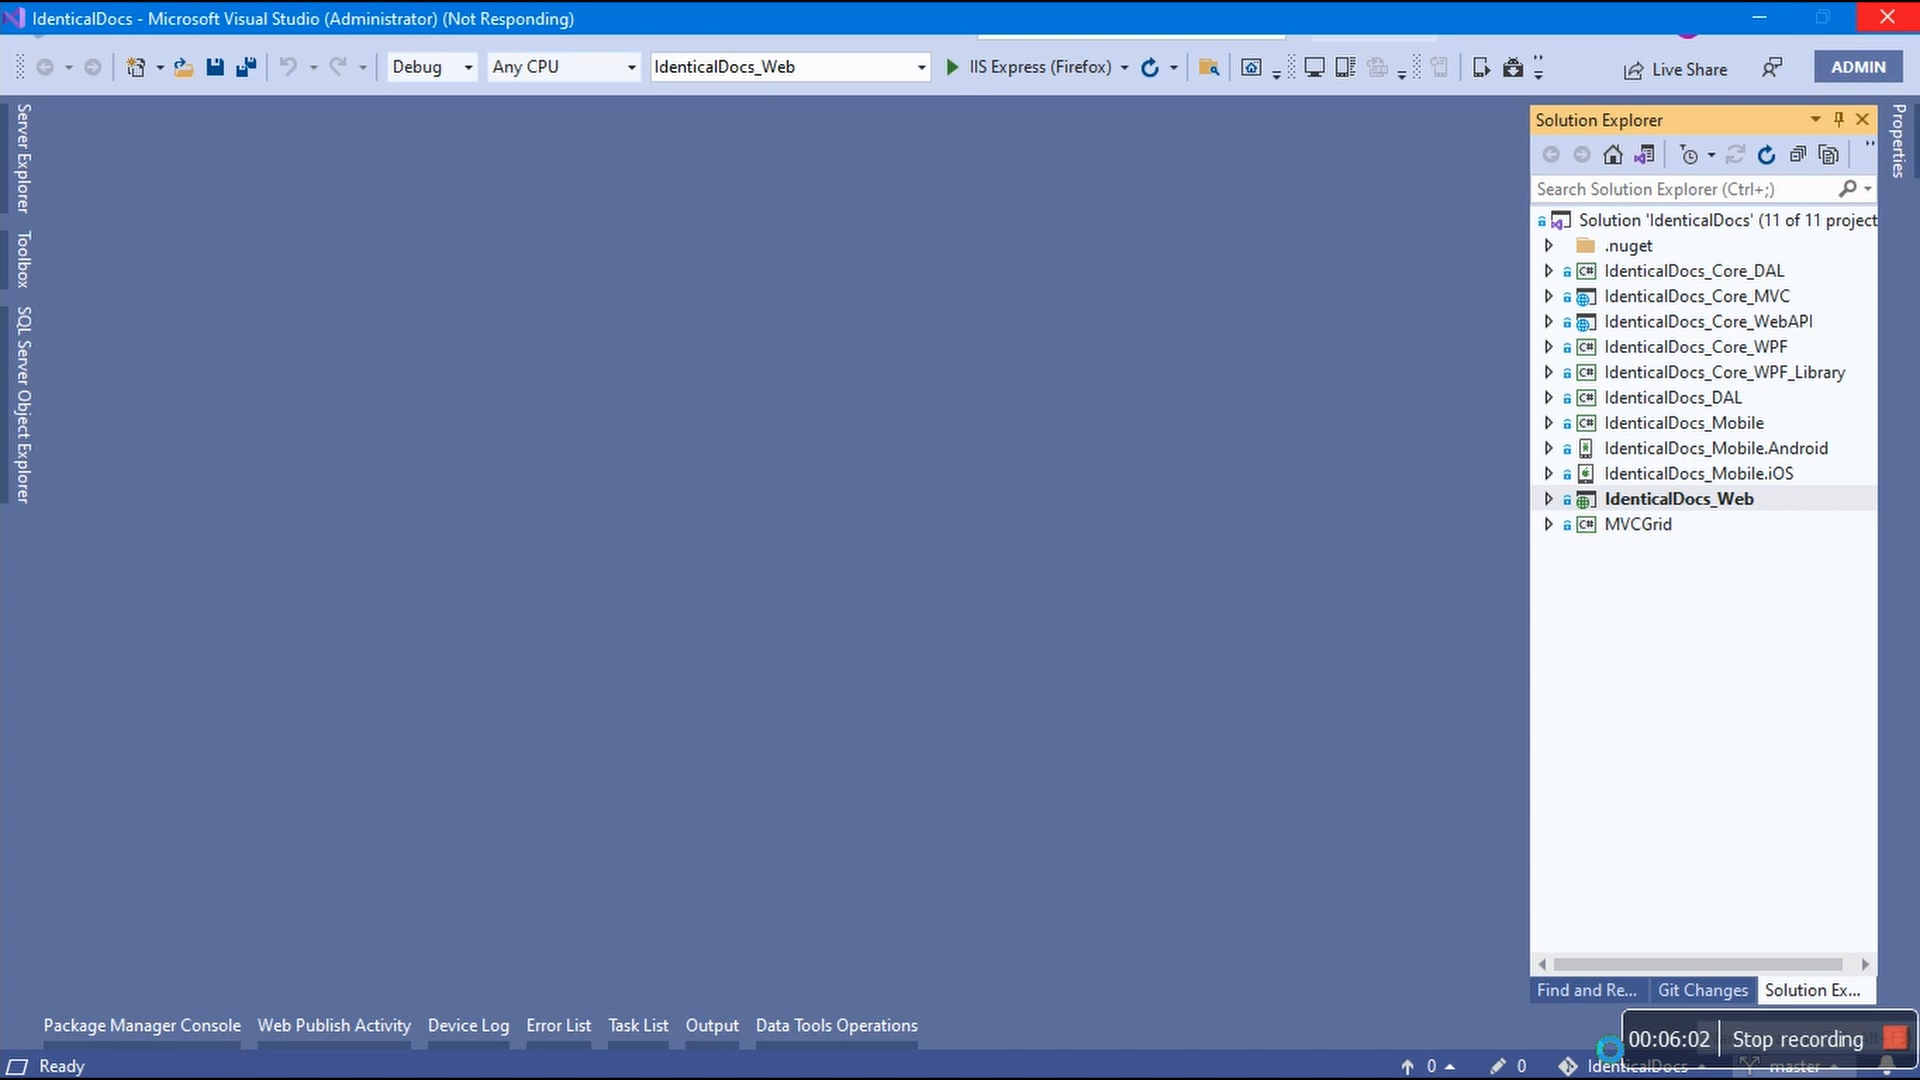 IdenticalDocs - Microsoft Visual Studio (Administrator) (Not Responding)
Debug
Any CPU
IdenticalDocs_Web
IIS Express (Firefox)
Live Share
ADMIN
Server Explorer
Toolbox
SQL Server Object Explorer
Solution Explorer
Properties
Search Solution Explorer (Ctrl+;)
Solution 'IdenticalDocs' (11 of 11 project
.nuget
IdenticalDocs_Core_DAL
IdenticalDocs_Core_MVC
IdenticalDocs_Core_WebAPI
IdenticalDocs_Core_WPF
IdenticalDocs_Core_WPF_Library
IdenticalDocs_DAL
IdenticalDocs_Mobile
IdenticalDocs_Mobile.Android
IdenticalDocs_Mobile.iOS
IdenticalDocs_Web
MVCGrid
Find and Re...
Git Changes
Solution Ex...
Package Manager Console
Web Publish Activity
Device Log
Error List
Task List
Output
Data Tools Operations
00:06:02
Stop recording
Ready
0
0
IdenticalDocs
master